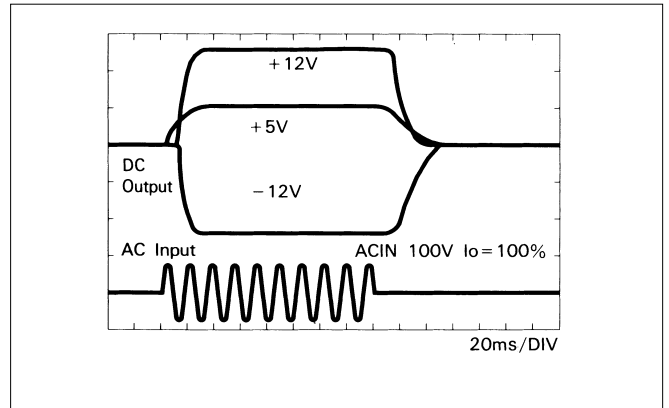 +12V
+5V
DC
Output
−12V
AC Input
ACIN 100V Io=100%
20ms/DIV